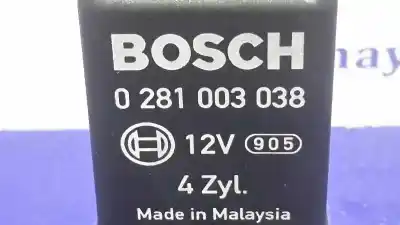 BOSCH
0 281 003 038
12V 905
4 Zyl.
Made in Malaysia